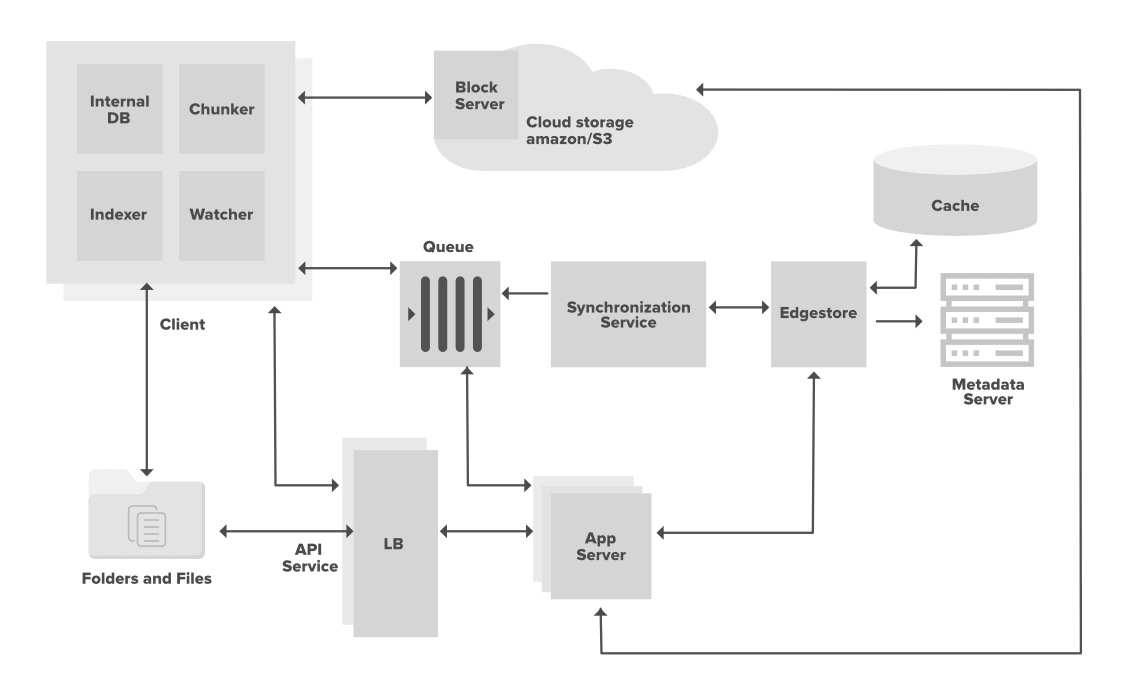 Internal
DB
Chunker
Indexer
Watcher
Client
Block
Server
Cloud storage
amazon/S3
Cache
Queue
Synchronization
Service
Edgestore
Metadata
Server
Folders and Files
API
Service
LB
App
Server